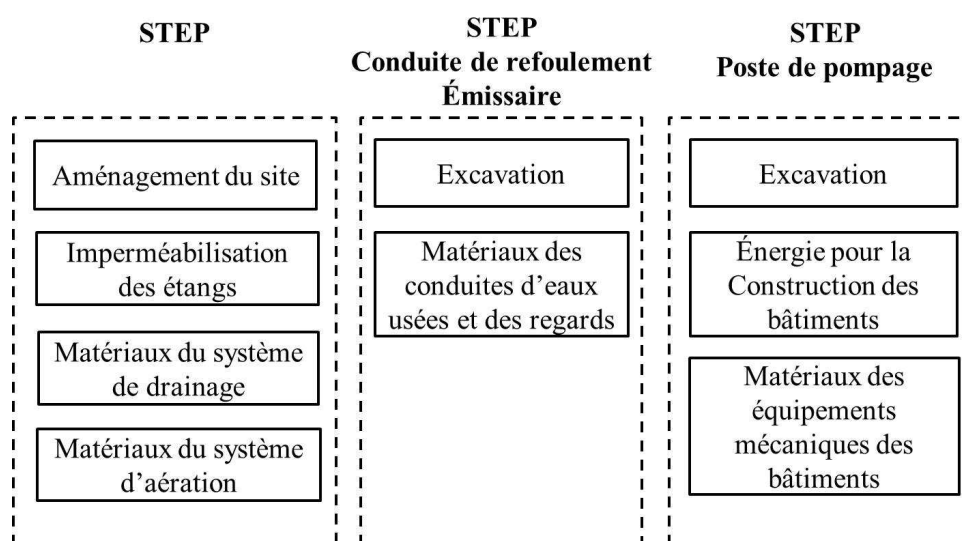 STEP
Aménagement du site
Imperméabilisation
des étangs
Matériaux du système
de drainage
Matériaux du système
d'aération
STEP
Conduite de refoulement
Émissaire
Excavation
Matériaux des
conduites d'eaux
usées et des regards
STEP
Poste de pompage
Excavation
Énergie pour la
Construction des
bâtiments
Matériaux des
équipements
mécaniques des
bâtiments